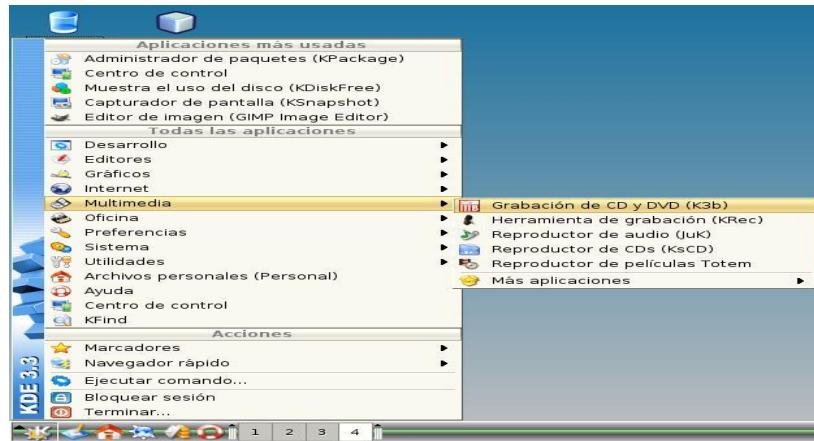 Aplicaciones más usadas
Administrador de paquetes (KPackage)
Centro de control
Muestra el uso del disco (KDiskFree)
Capturador de pantalla (KSnapshot)
Editor de imagen (GIMP Image Editor)
Todas las aplicaciones
Desarrollo
Editores
Gráficos
Internet
Multimedia
Oficina
Preferencias
Sistema
Utilidades
Archivos personales (Personal)
Ayuda
Centro de control
KFind
Acciones
Marcadores
Navegador rápido
Ejecutar comando...
Bloquear sesión
Terminar...
KDE 3.3
Grabación de CD y DVD (K3b)
Herramienta de grabación (KRec)
Reproductor de audio (JuK)
Reproductor de CDs (KsCD)
Reproductor de películas Totem
Más aplicaciones
1 2 3 4